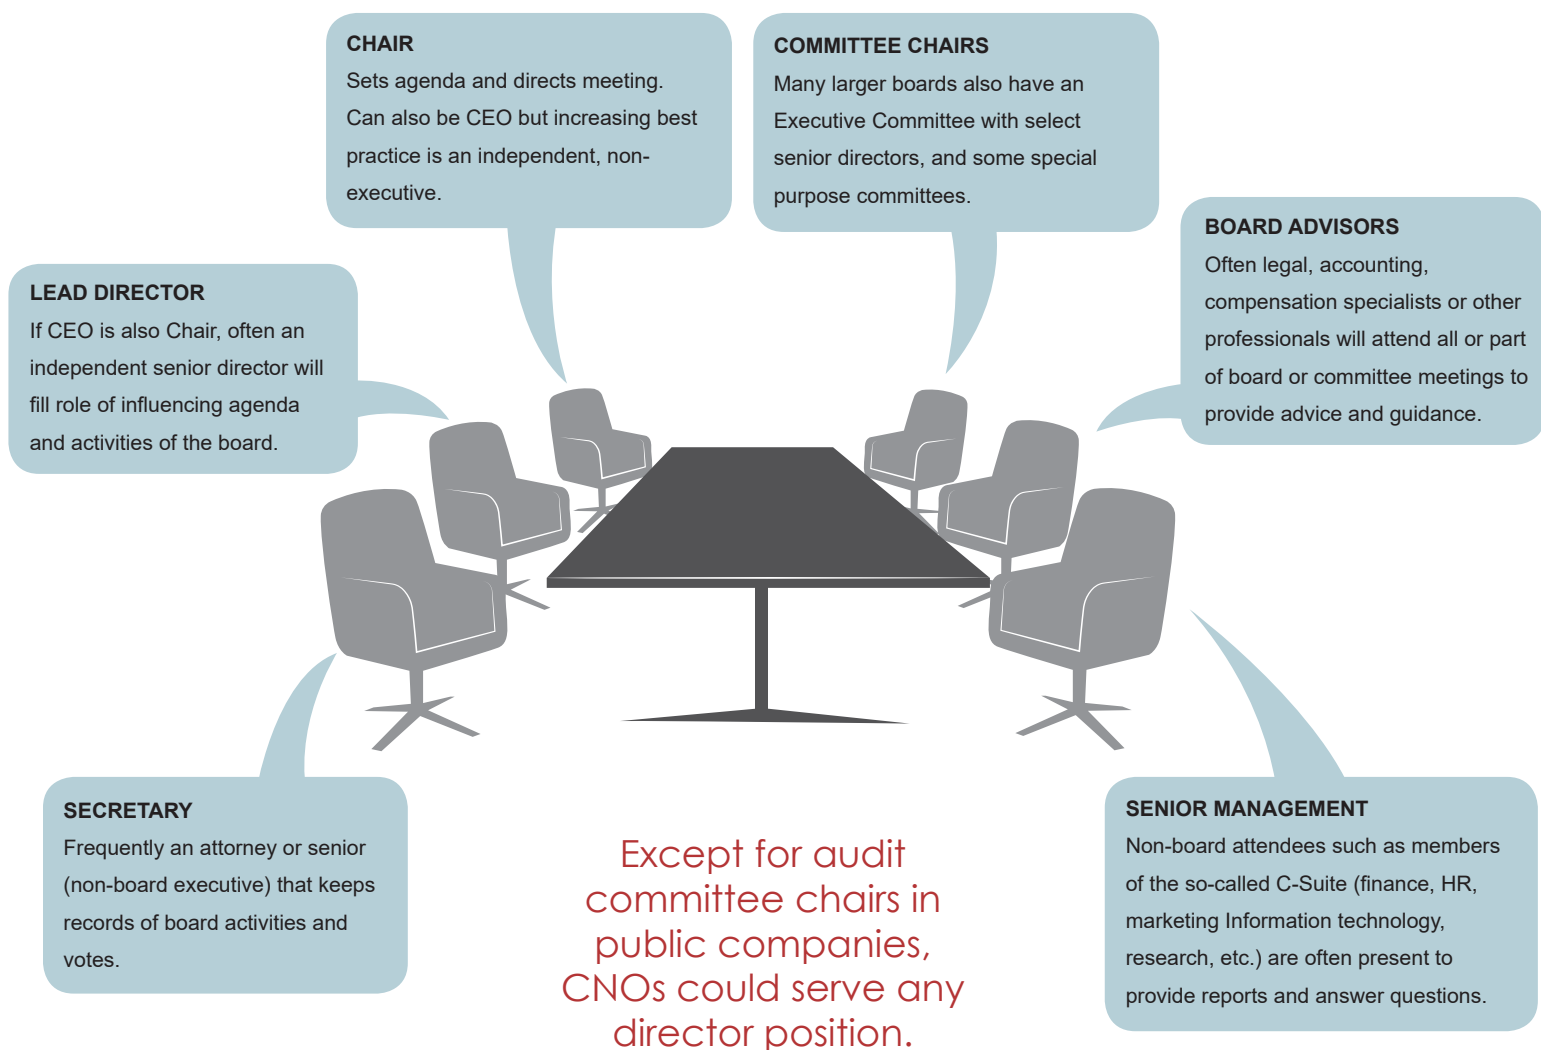 CHAIR
Sets agenda and directs meeting.
Can also be CEO but increasing best
practice is an independent, non-
executive.
COMMITTEE CHAIRS
Many larger boards also have an
Executive Committee with select
senior directors, and some special
purpose committees.
BOARD ADVISORS
Often legal, accounting,
compensation specialists or other
professionals will attend all or part
of board or committee meetings to
provide advice and guidance.
LEAD DIRECTOR
If CEO is also Chair, often an
independent senior director will
fill role of influencing agenda
and activities of the board.
SECRETARY
Frequently an attorney or senior
(non-board executive) that keeps
records of board activities and
votes.
Except for audit
committee chairs in
public companies,
CNOs could serve any
director position.
SENIOR MANAGEMENT
Non-board attendees such as members
of the so-called C-Suite (finance, HR,
marketing Information technology,
research, etc.) are often present to
provide reports and answer questions.